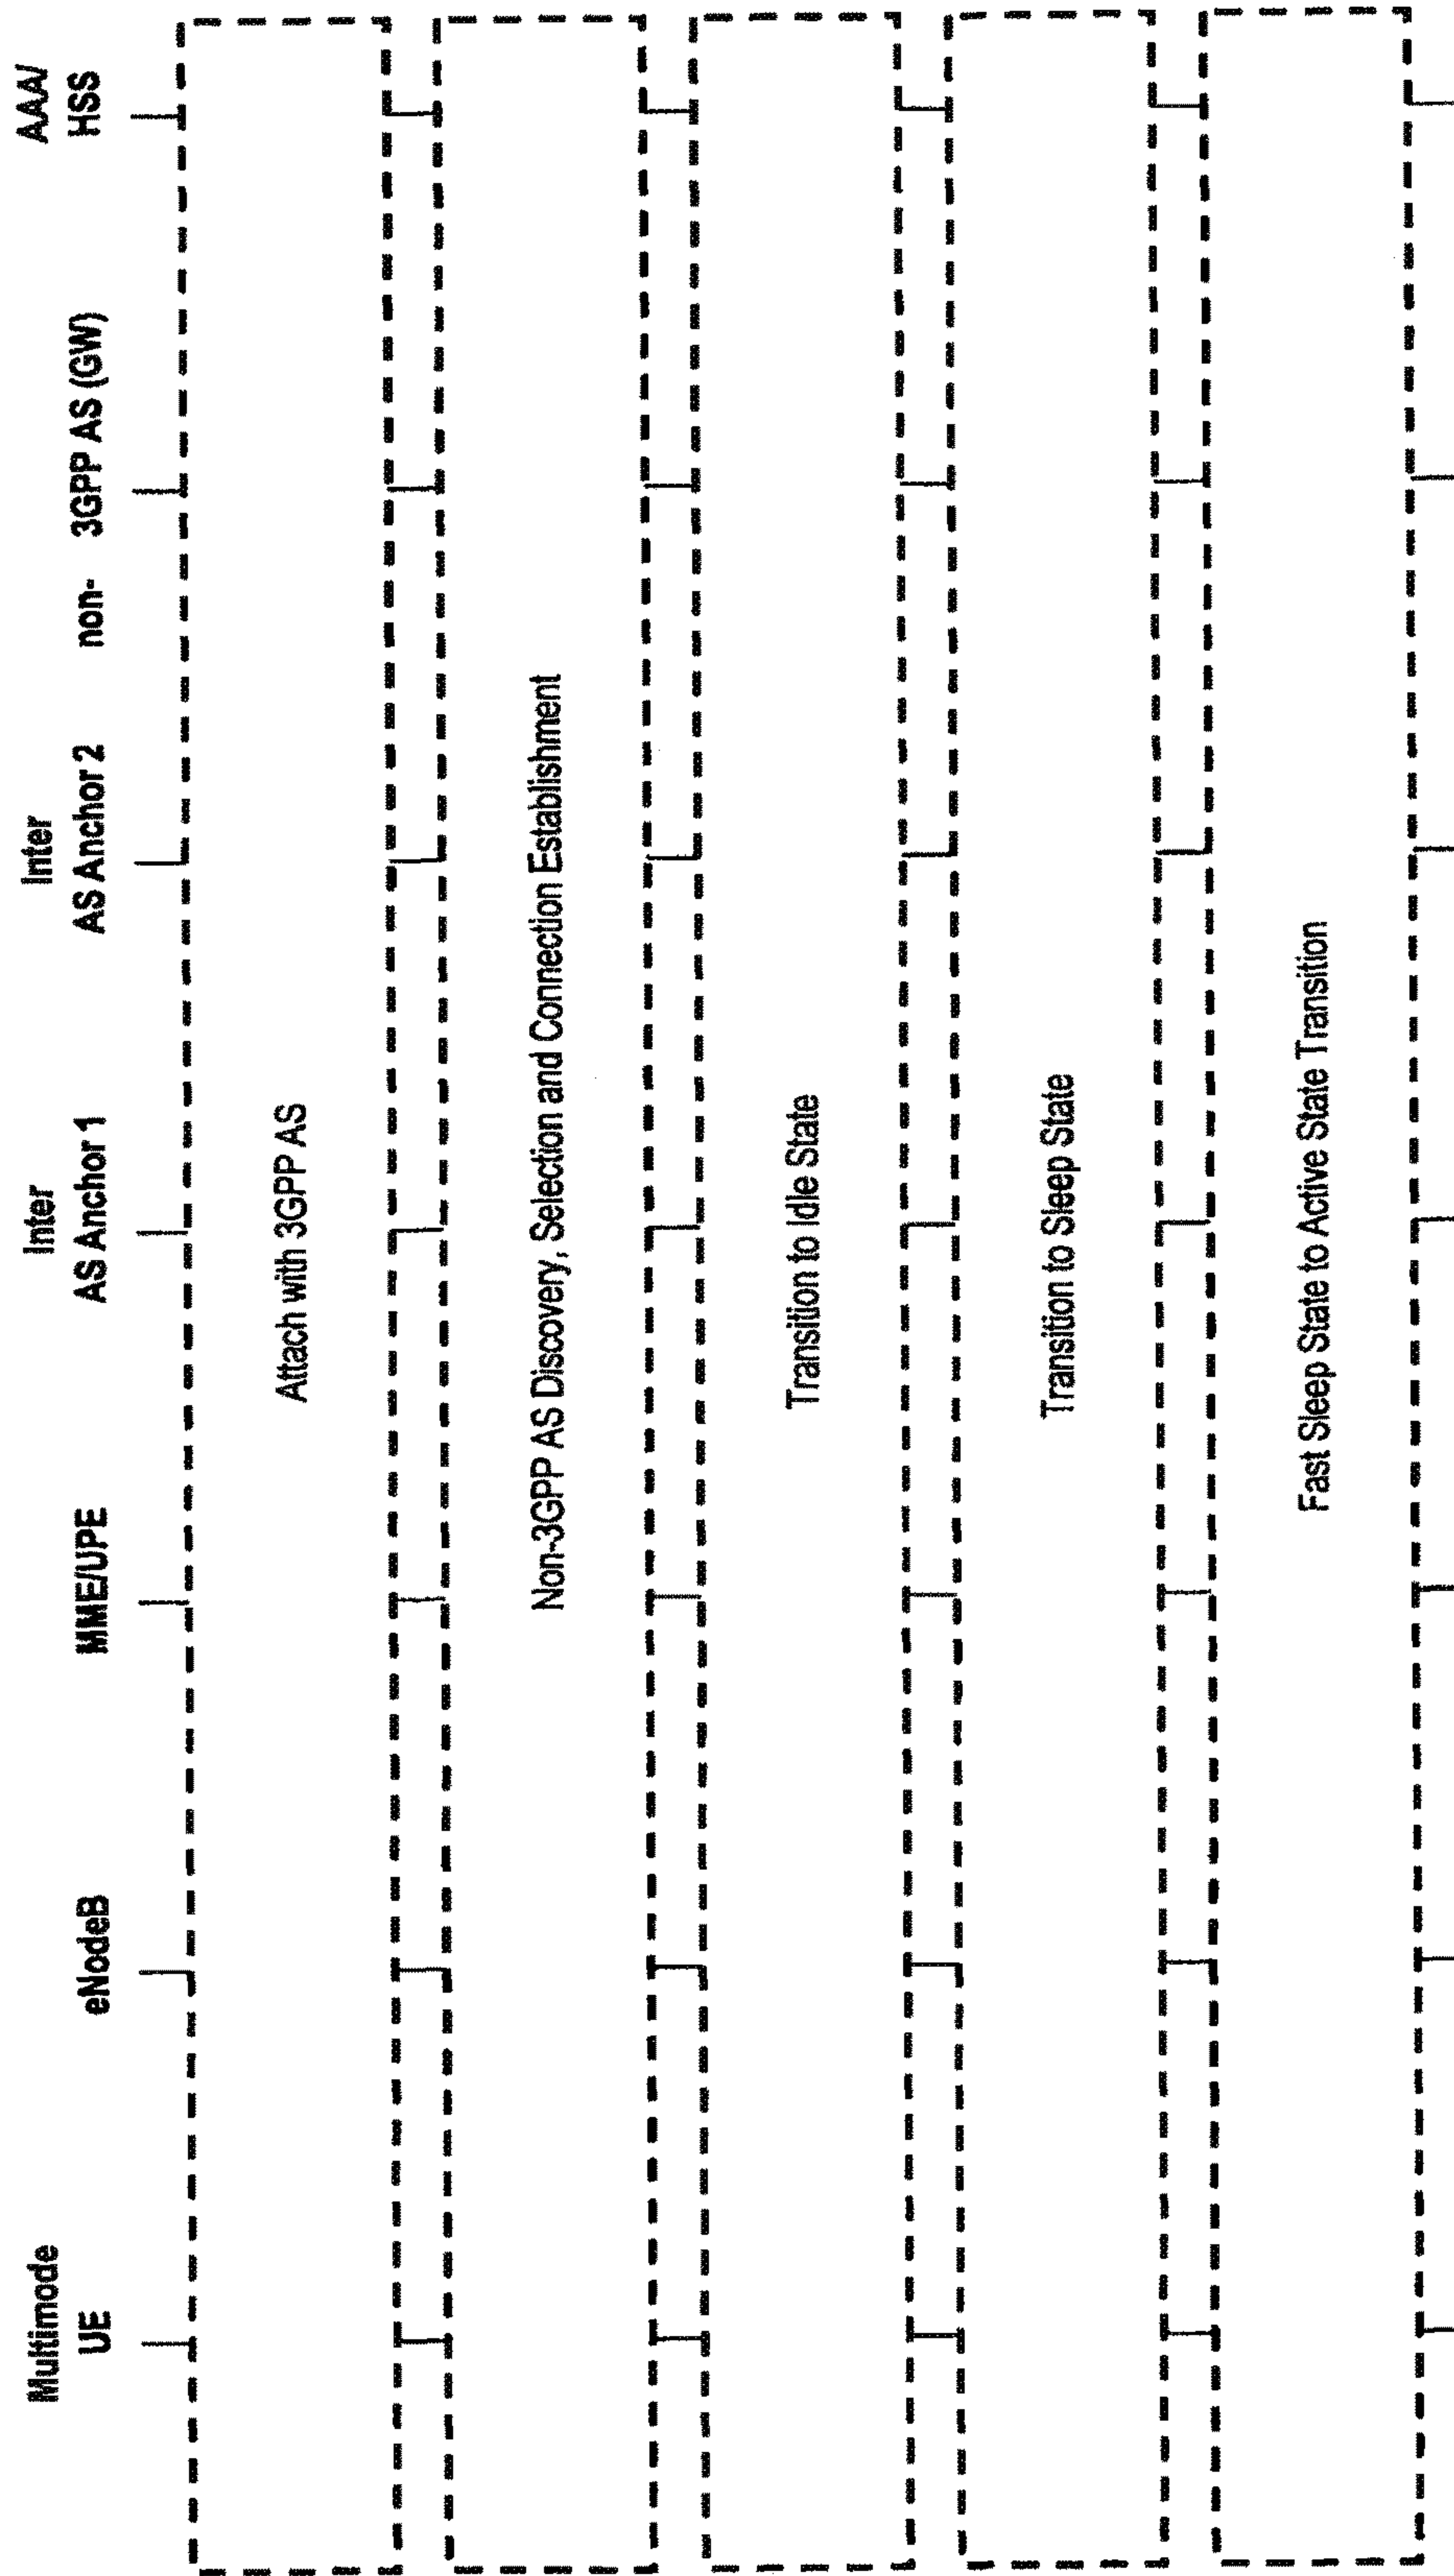 Multimode
UE
eNodeB
MME/UPE
Inter
AS Anchor 1
Inter
AS Anchor 2
non- 3GPP AS (GW)
AAA/
HSS
Attach with 3GPP AS
Non-3GPP AS Discovery, Selection and Connection Establishment
Transition to Idle State
Transition to Sleep State
Fast Sleep State to Active State Transition